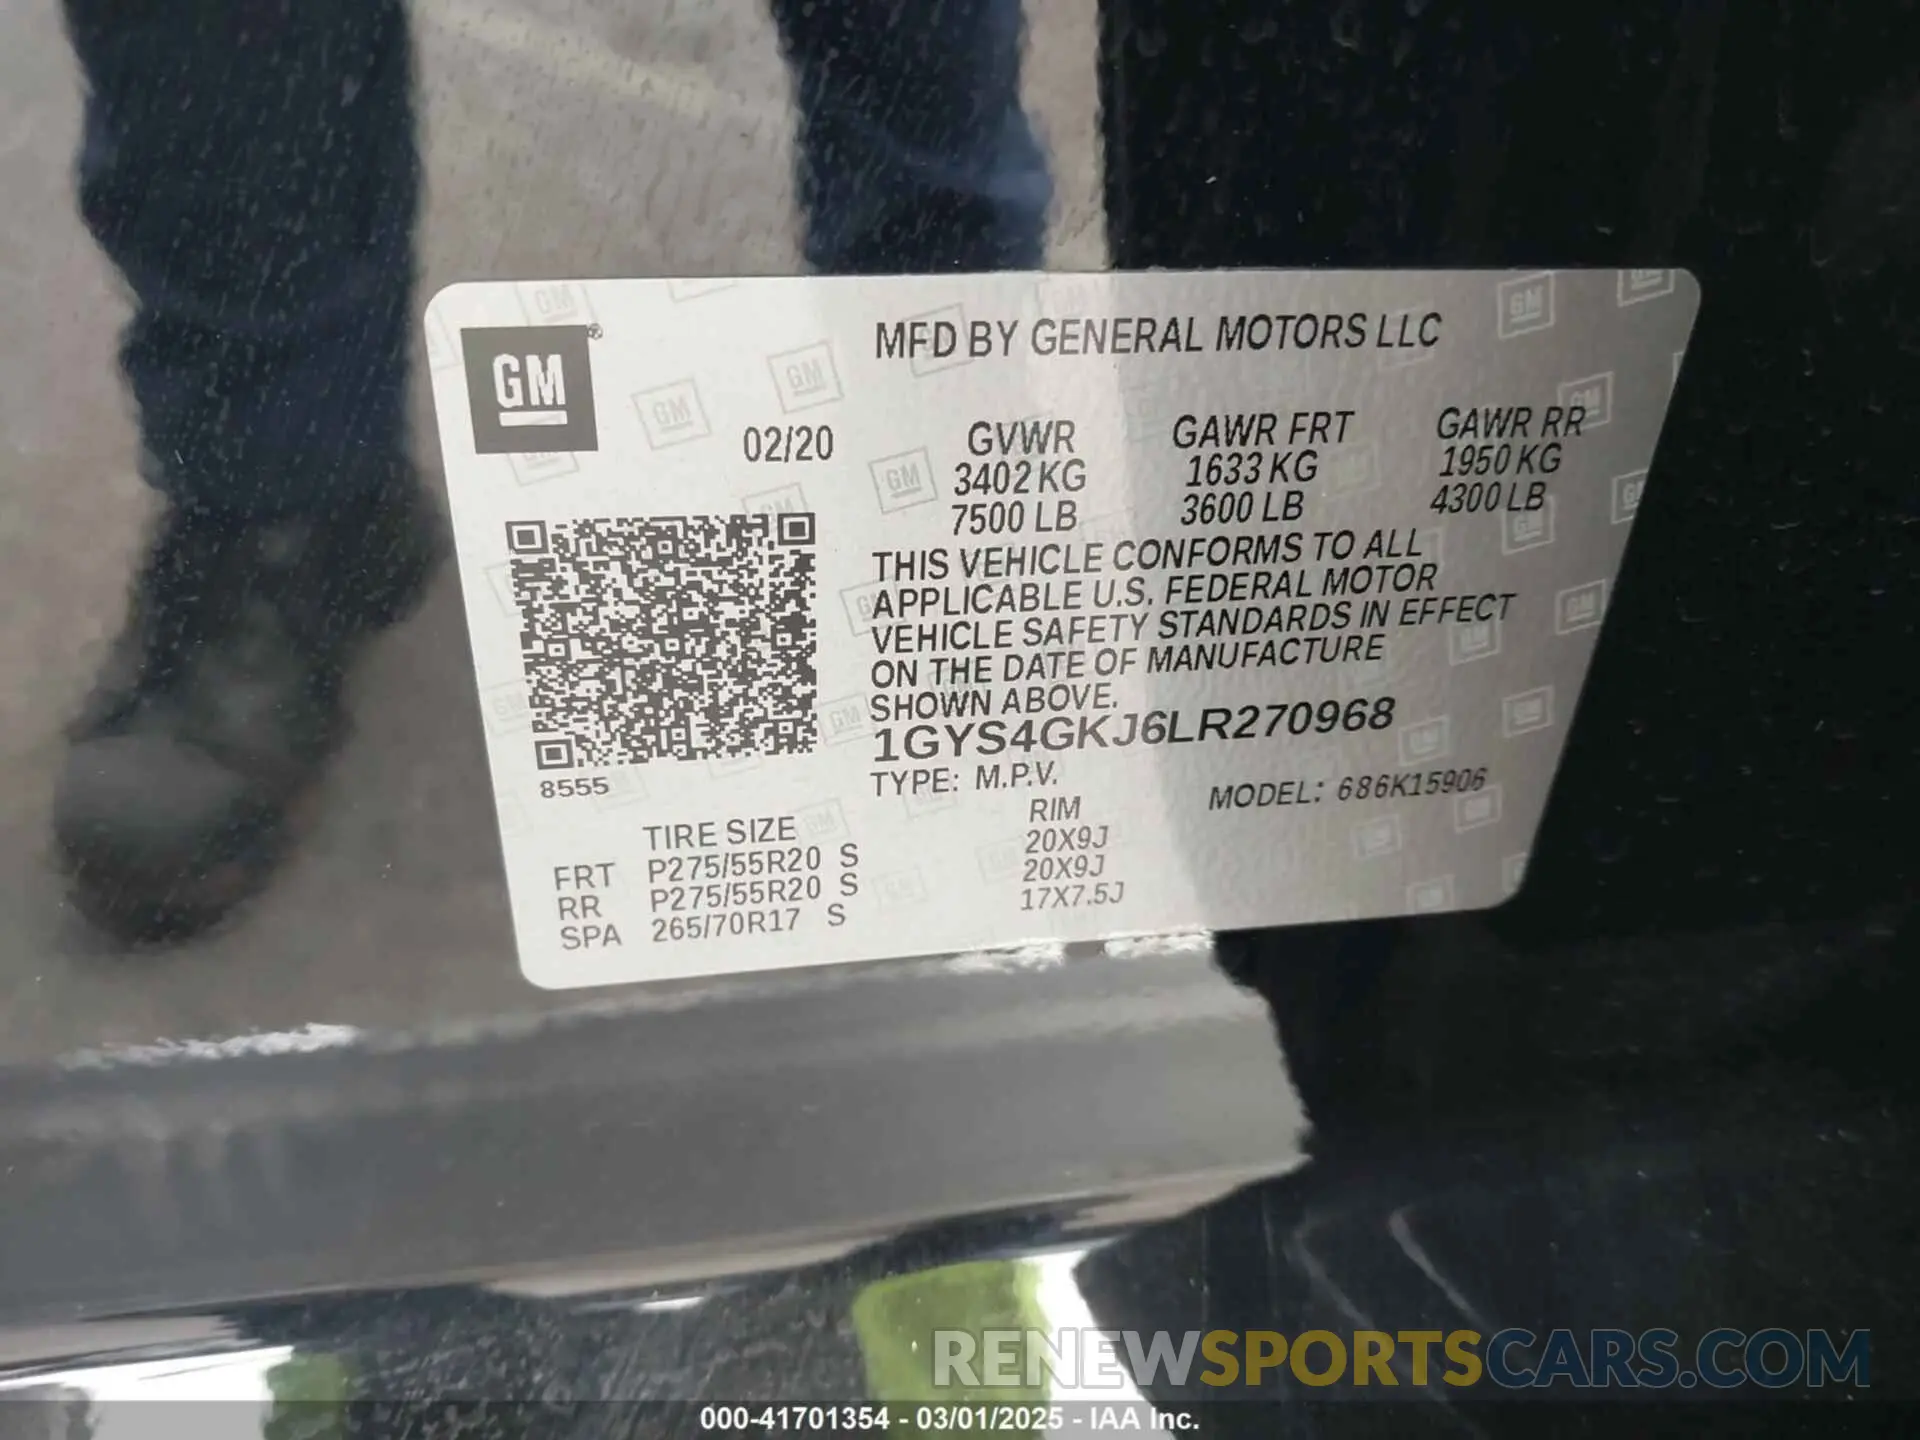 GM ®
MFD BY GENERAL MOTORS LLC
02/20 GVWR GAWR FRT GAWR RR
3402 KG 1633 KG 1950 KG
7500 LB 3600 LB 4300 LB
THIS VEHICLE CONFORMS TO ALL
APPLICABLE U.S. FEDERAL MOTOR
VEHICLE SAFETY STANDARDS IN EFFECT
ON THE DATE OF MANUFACTURE
SHOWN ABOVE.
1GYS4GKJ6LR270968
8555
TYPE: M.P.V. MODEL: 686K15906
TIRE SIZE RIM
FRT P275/55R20 S 20X9J
RR P275/55R20 S 20X9J
SPA 265/70R17 S 17X7.5J
RENEWSPORTSCARS.COM
000-41701354 - 03/01/2025 - IAA Inc.